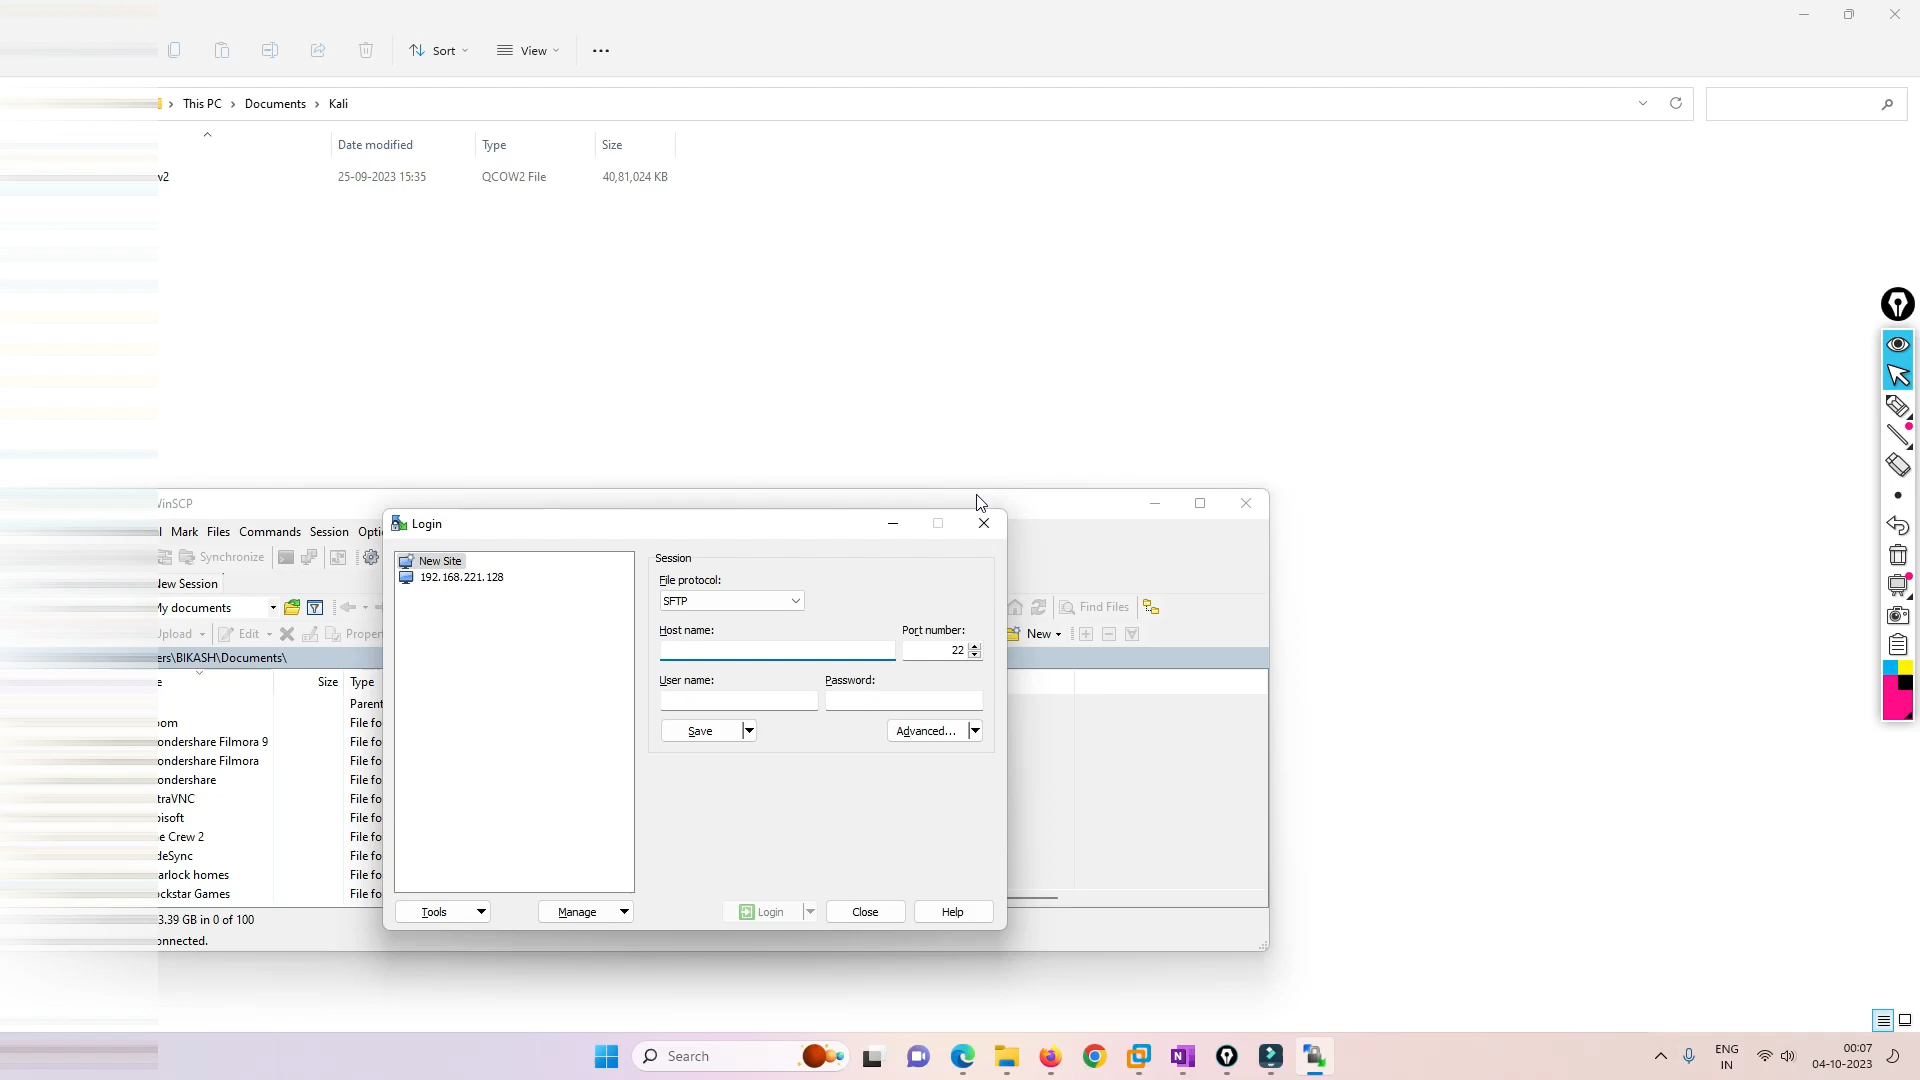 Sort
View
This PC > Documents > Kali
Date modified Type Size
v2 25-09-2023 15:35 QCOW2 File 40,81,024 KB
WinSCP
Login
Mark Files Commands Session
Synchronize
New Session
My documents
Find Files
Upload Edit
New
ers\BIKASH\Documents\
Size Type
New Site
192.168.221.128
Session
File protocol:
SFTP
Host name: Port number:
22
User name: Password:
Save Advanced...
Tools Manage Login Close Help
oom
ondershare Filmora 9
ondershare Filmora
ondershare
traVNC
bisoft
e Crew 2
deSync
arlock homes
ockstar Games
3.39 GB in 0 of 100
onnected.
Search
ENG
IN
00:07
04-10-2023